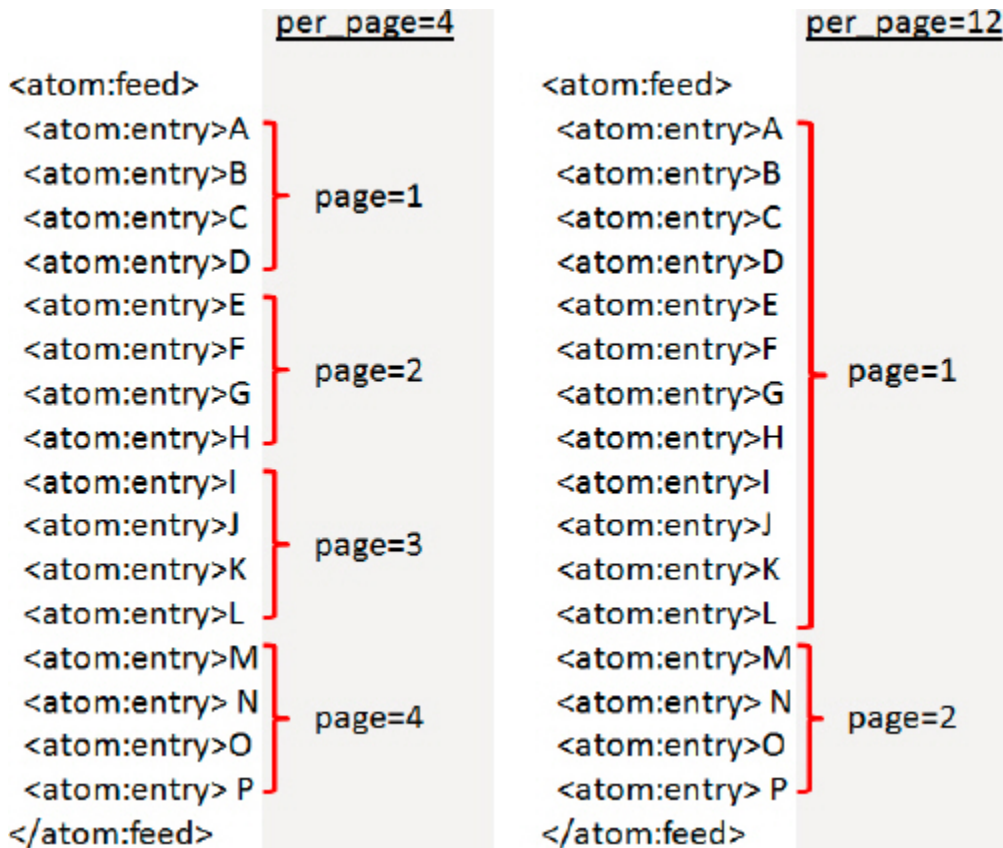 per_page=4
<atom:feed>
<atom:entry>A
<atom:entry>B
page=1
<atom:entry>C
<atom:entry>D
<atom:entry>E
<atom:entry>F
page=2
<atom:entry>G
<atom:entry>H
<atom:entry>I
<atom:entry>J
page=3
<atom:entry>K
<atom:entry>L
<atom:entry>M
<atom:entry> N
page=4
<atom:entry>O
<atom:entry> P
</atom:feed>
per_page=12
<atom:feed>
<atom:entry>A
<atom:entry>B
<atom:entry>C
<atom:entry>D
<atom:entry>E
<atom:entry>F
page=1
<atom:entry>G
<atom:entry>H
<atom:entry>I
<atom:entry>J
<atom:entry>K
<atom:entry>L
<atom:entry>M
<atom:entry> N
page=2
<atom:entry>O
<atom:entry> P
</atom:feed>